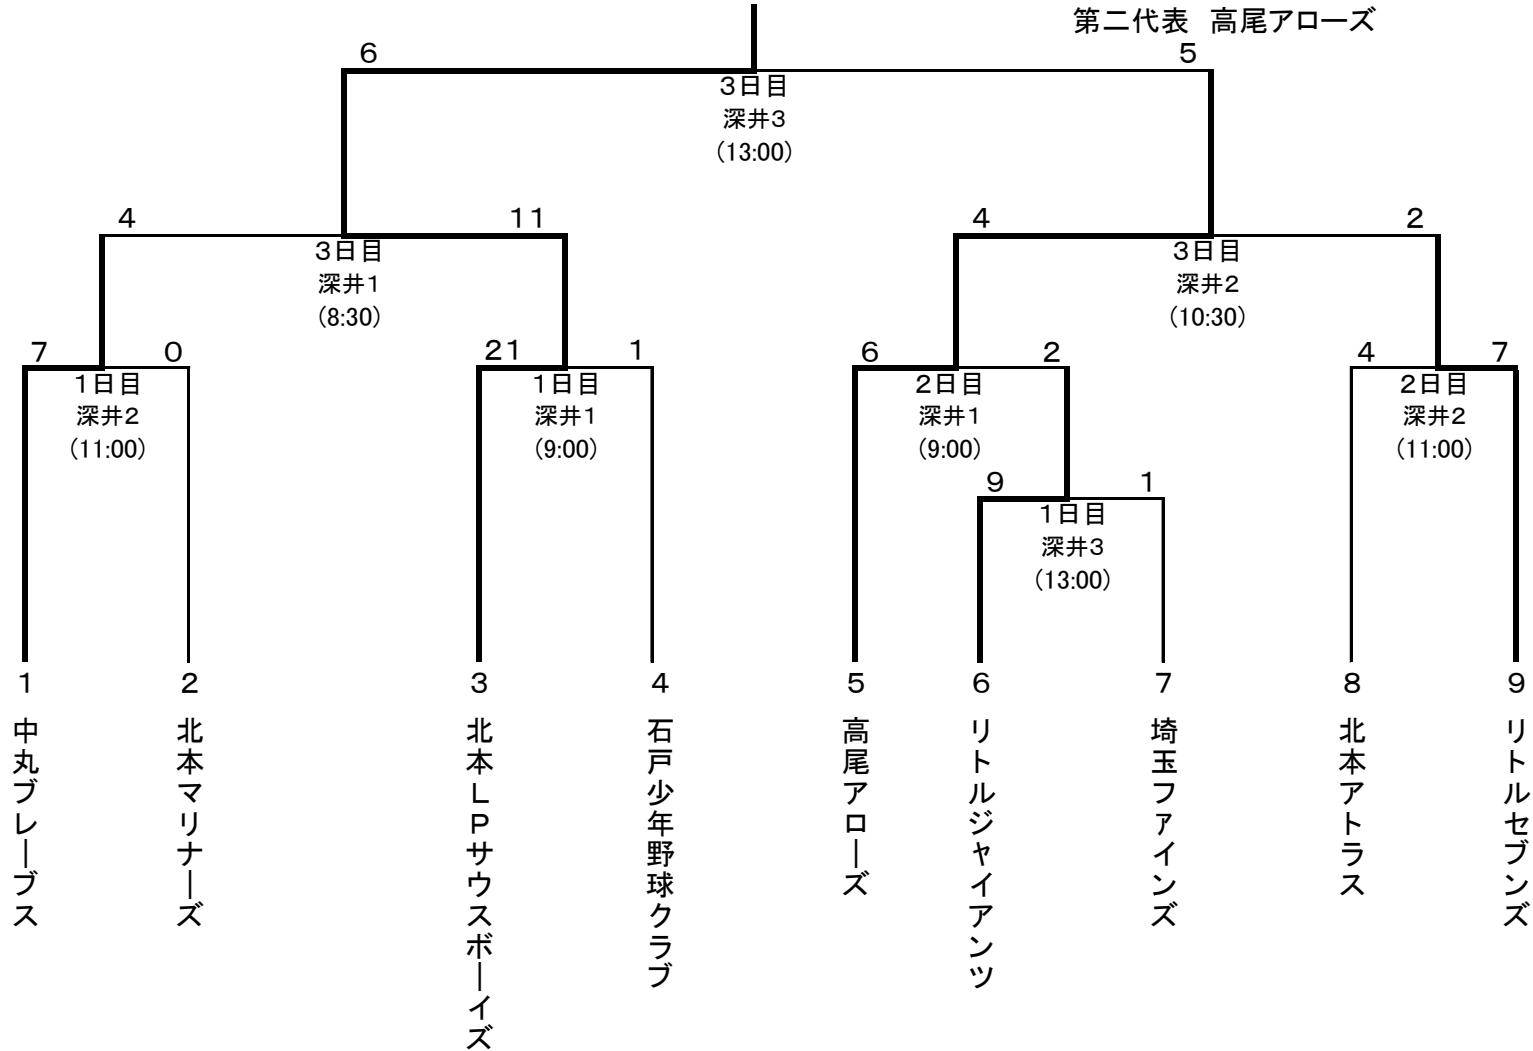 第二代表　高尾アローズ
6
5
3日目
深井3
(13:00)
4
11
4
2
3日目
深井1
(8:30)
3日目
深井2
(10:30)
7
0
21
1
6
2
4
7
1日目
深井2
(11:00)
1日目
深井1
(9:00)
2日目
深井1
(9:00)
2日目
深井2
(11:00)
9
1
1日目
深井3
(13:00)
1
2
3
4
5
6
7
8
9
中丸ブレーブス
北本マリナーズ
北本LPサウスボーイズ
石戸少年野球クラブ
高尾アローズ
リトルジャイアンツ
埼玉ファインズ
北本アトラス
リトルセブンズ